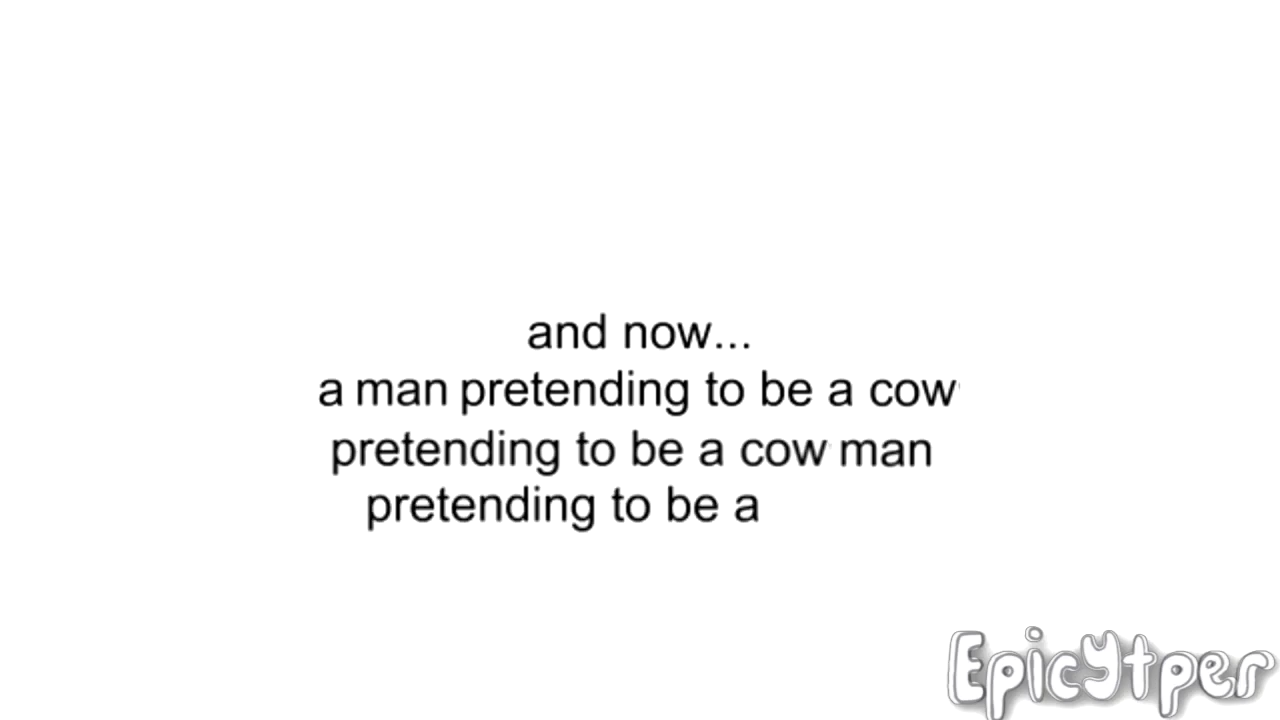 and now...
a man pretending to be a cow
pretending to be a cow man
pretending to be a
Epicytper